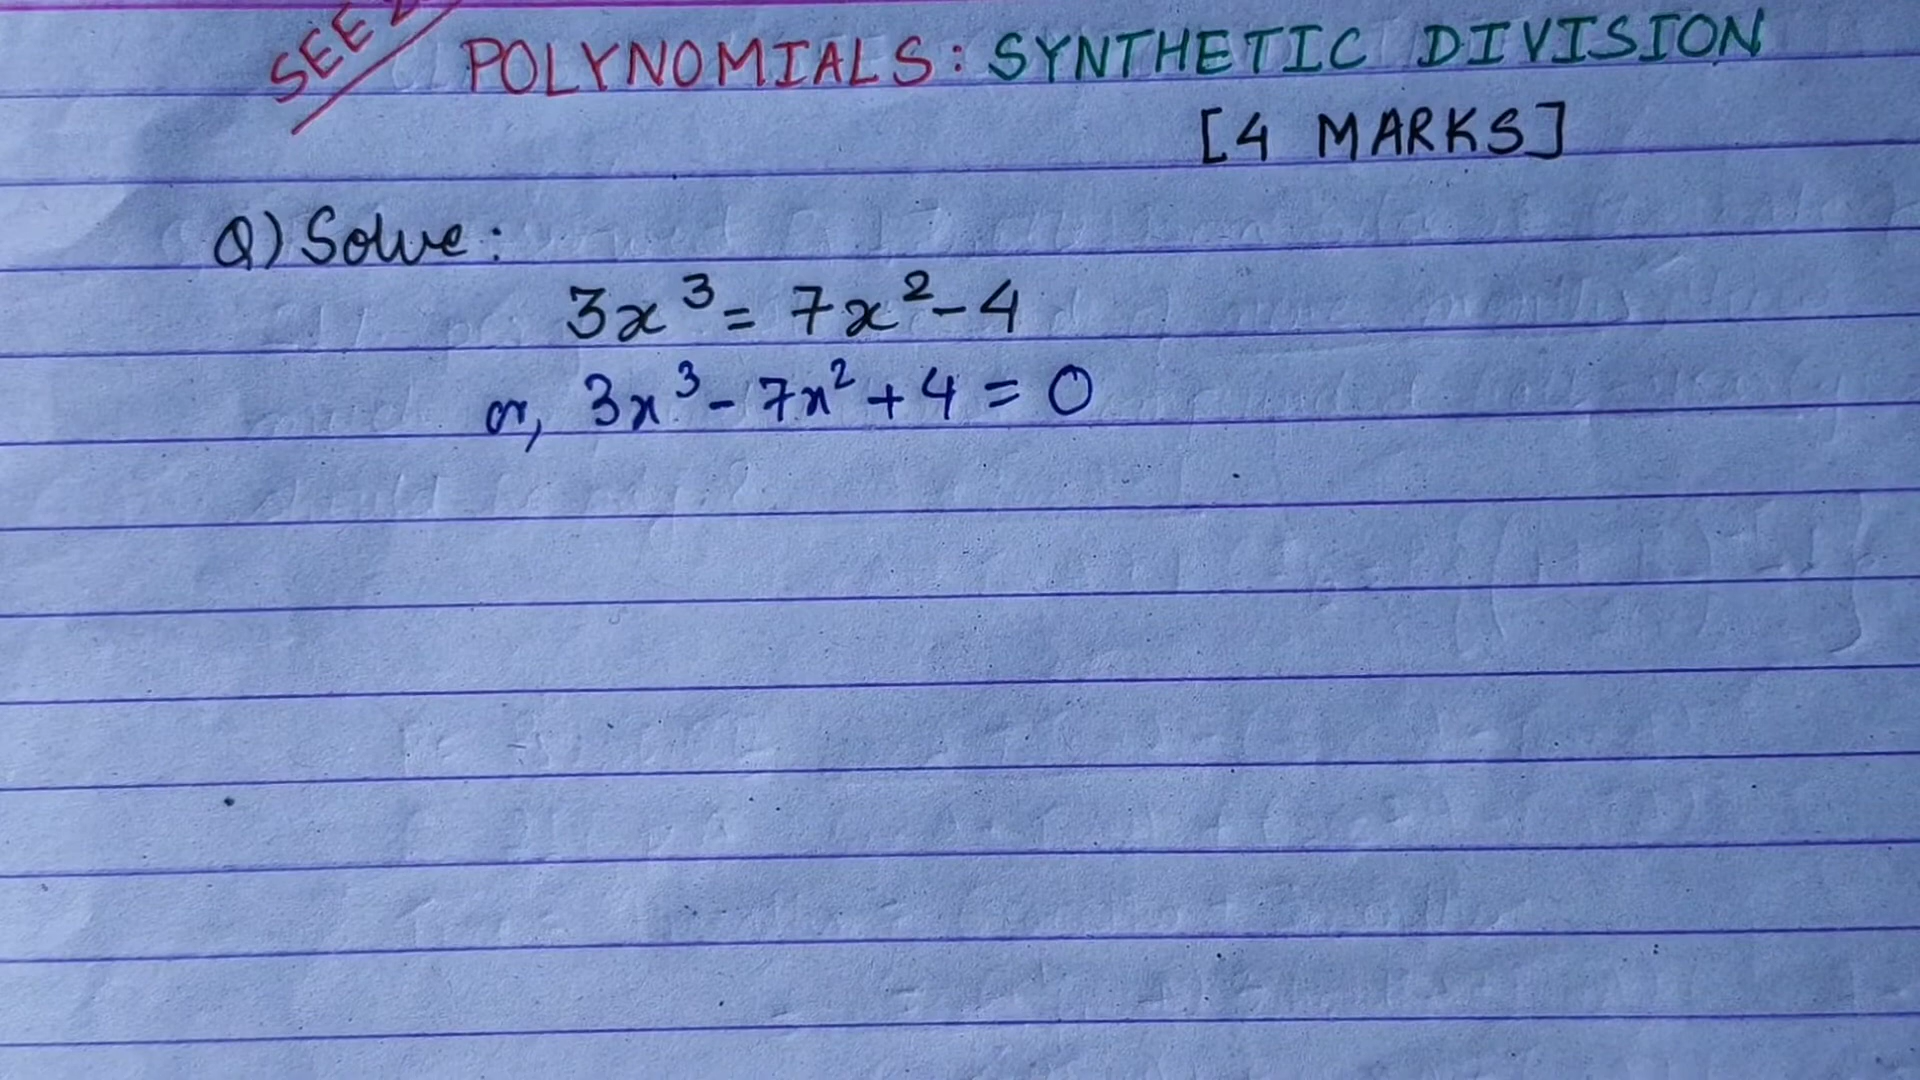 SEE
POLYNOMIALS: SYNTHETIC DIVISION
[4 MARKS]
Q) Solve:
3x³ = 7x² - 4
or, 3x³ - 7x² + 4 = 0